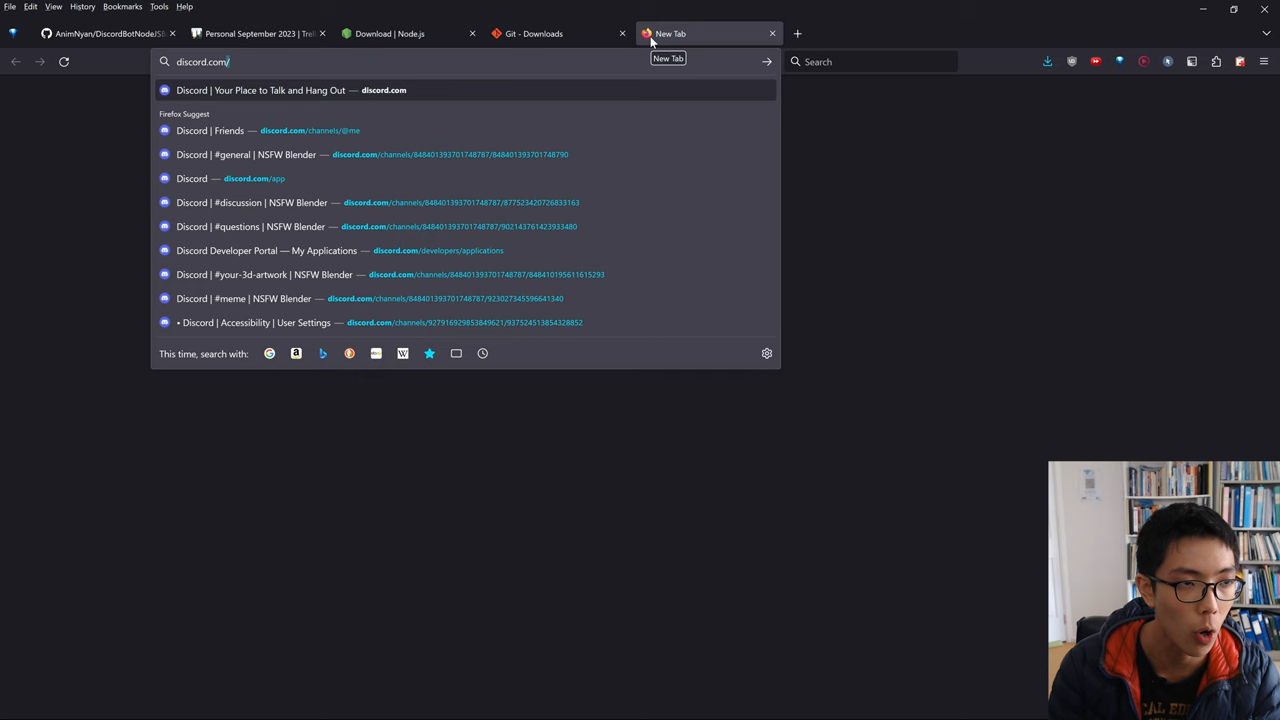 File Edit View History Bookmarks Tools Help
AnimNyan/DiscordBotNodeJSB
Personal September 2023 | Trel
Download | Node.js
Git - Downloads
New Tab
discord.com/
Search
New Tab
Discord | Your Place to Talk and Hang Out — discord.com
Firefox Suggest
Discord | Friends — discord.com/channels/@me
Discord | #general | NSFW Blender — discord.com/channels/848401393701748787/848401393701748790
Discord — discord.com/app
Discord | #discussion | NSFW Blender — discord.com/channels/848401393701748787/877523420726833163
Discord | #questions | NSFW Blender — discord.com/channels/848401393701748787/902143761423933480
Discord Developer Portal — My Applications — discord.com/developers/applications
Discord | #your-3d-artwork | NSFW Blender — discord.com/channels/848401393701748787/848410195611615293
Discord | #meme | NSFW Blender — discord.com/channels/848401393701748787/923027345596641340
• Discord | Accessibility | User Settings — discord.com/channels/927916929853849621/937524513854328852
This time, search with: